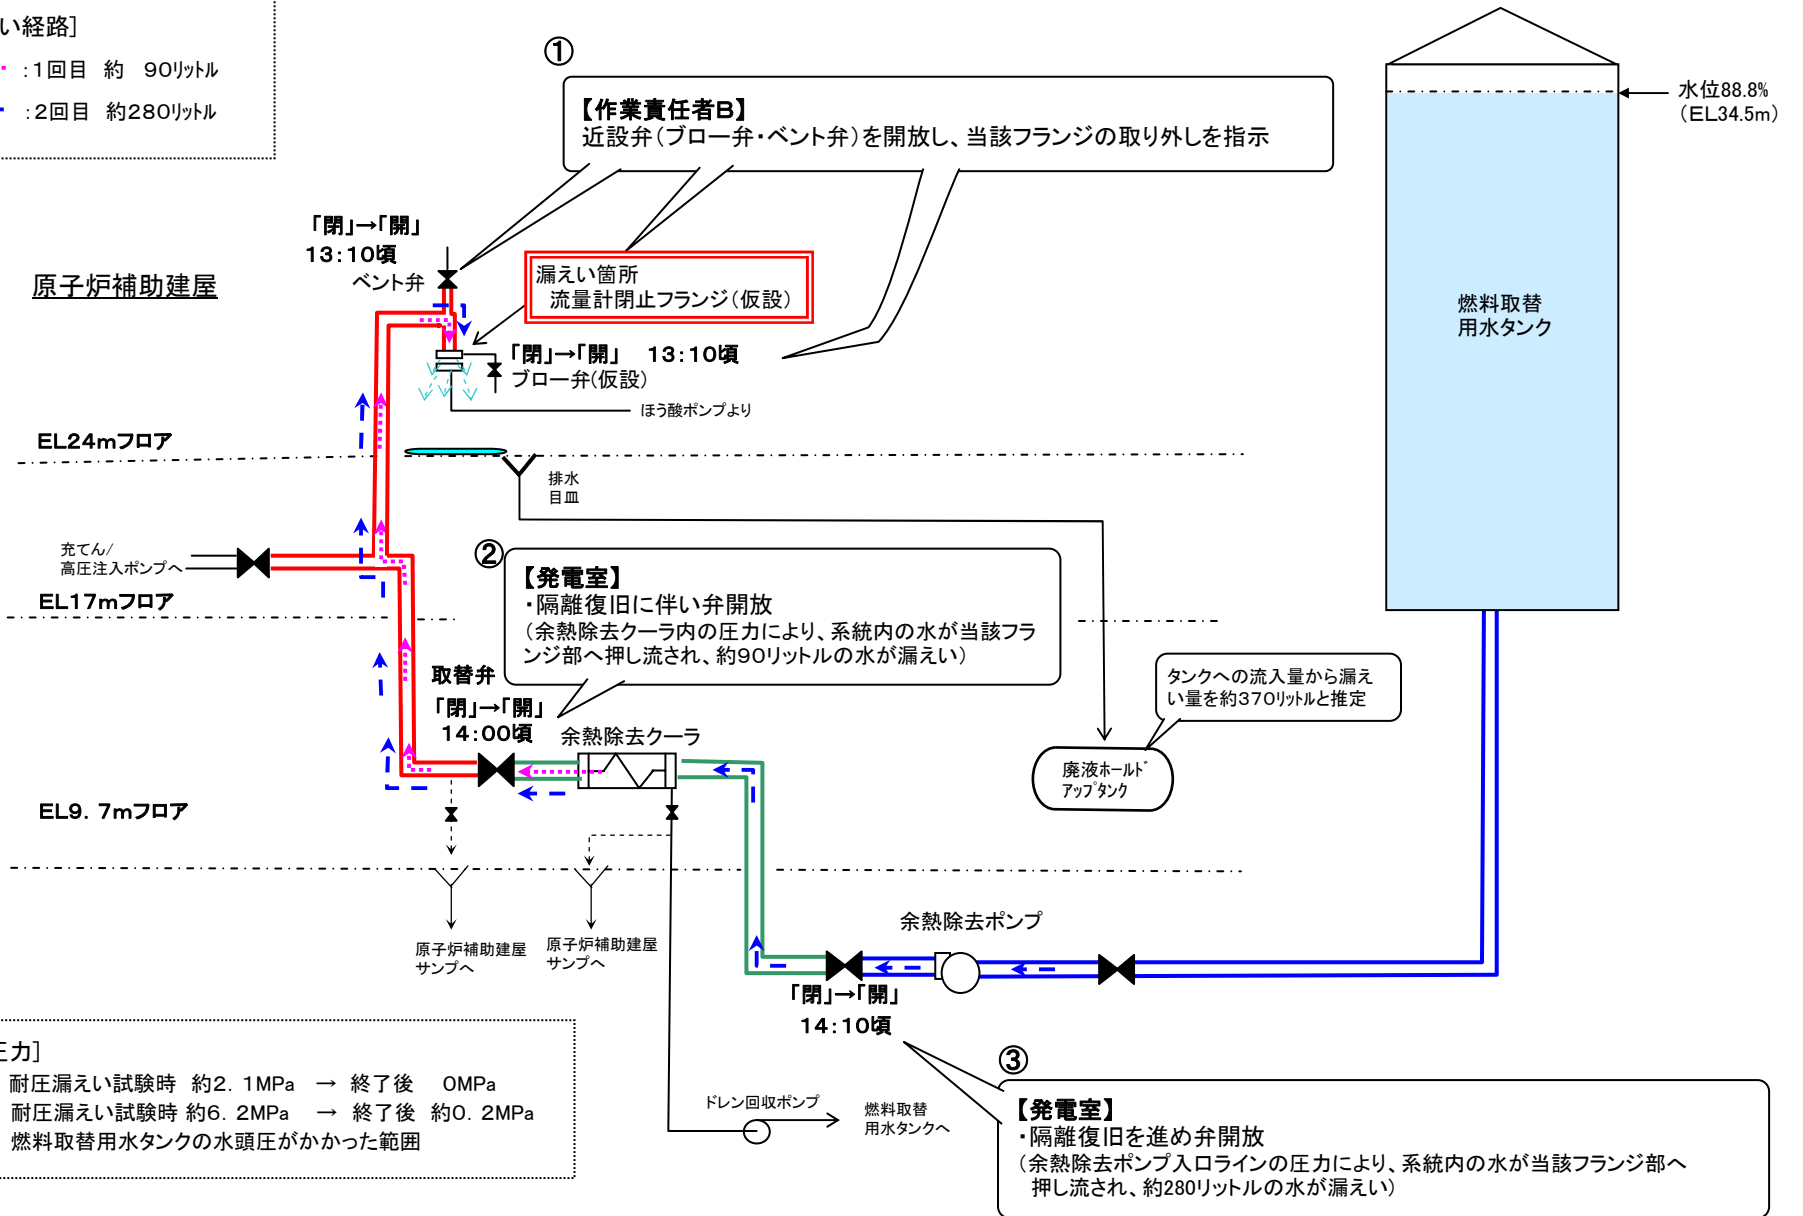 い経路]
:1回目 約 90リットル
:2回目 約280リットル
①
【作業責任者B】
近設弁(ブロー弁・ベント弁)を開放し、当該フランジの取り外しを指示
水位88.8%
(EL34.5m)
「閉」→「開」
13:10頃
ベント弁
原子炉補助建屋
漏えい箇所
流量計閉止フランジ(仮設)
燃料取替
用水タンク
「閉」→「開」 13:10頃
ブロー弁(仮設)
ほう酸ポンプより
EL24mフロア
排水
目皿
充てん/
高圧注入ポンプへ
EL17mフロア
②
【発電室】
・隔離復旧に伴い弁開放
(余熱除去クーラ内の圧力により、系統内の水が当該フラ
ンジ部へ押し流され、約90リットルの水が漏えい)
取替弁
「閉」→「開」
14:00頃
余熱除去クーラ
タンクへの流入量から漏え
い量を約370リットルと推定
廃液ホールド
アップタンク
EL9.7mフロア
原子炉補助建屋
サンプへ
原子炉補助建屋
サンプへ
余熱除去ポンプ
「閉」→「開」
14:10頃
圧力]
耐圧漏えい試験時 約2.1MPa → 終了後 0MPa
耐圧漏えい試験時 約6.2MPa → 終了後 約0.2MPa
燃料取替用水タンクの水頭圧がかかった範囲
ドレン回収ポンプ
燃料取替
用水タンクへ
③
【発電室】
・隔離復旧を進め弁開放
(余熱除去ポンプ入口ラインの圧力により、系統内の水が当該フランジ部へ
押し流され、約280リットルの水が漏えい)